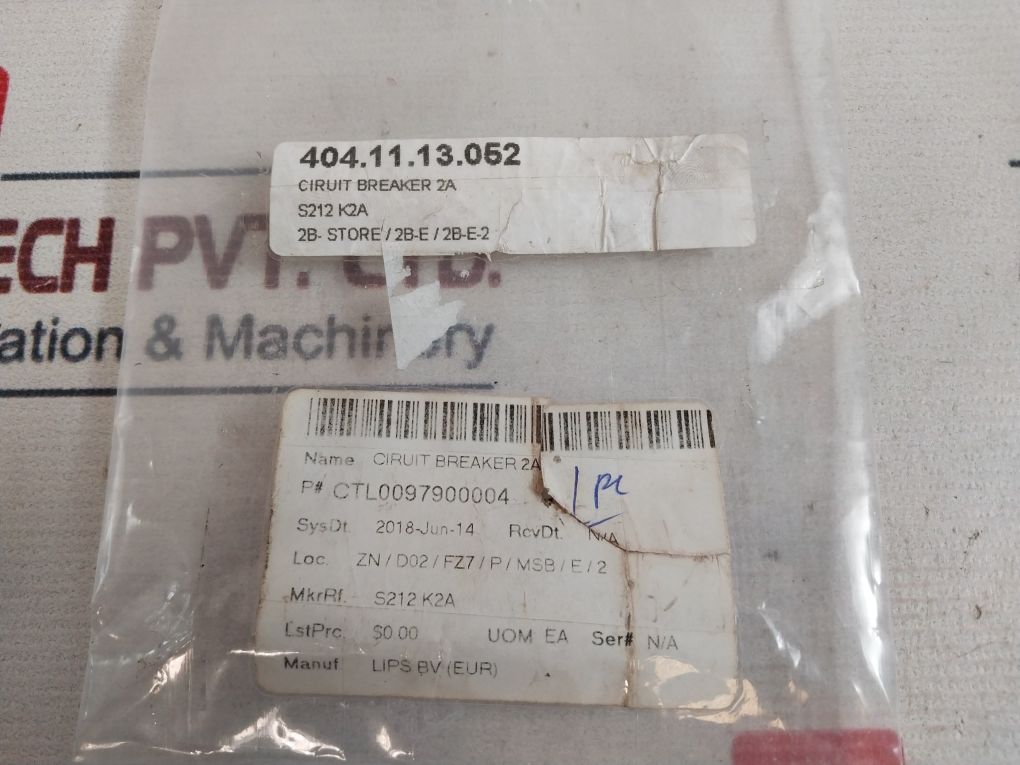 404.11.13.052
CIRUIT BREAKER 2A
S212 K2A
2B- STORE / 2B-E / 2B-E-2
ECH PVT. LTD.
ation & Machinery
Name CIRUIT BREAKER 2A
P# CTL0097900004
1 pc
SysDt. 2018-Jun-14 RcvDt. N/A
Loc. ZN / D02 / FZ7 / P / MSB / E / 2
MkrRf. S212 K2A
LstPrc. $0.00 UOM EA Ser# N/A
Manuf LIPS BV (EUR)